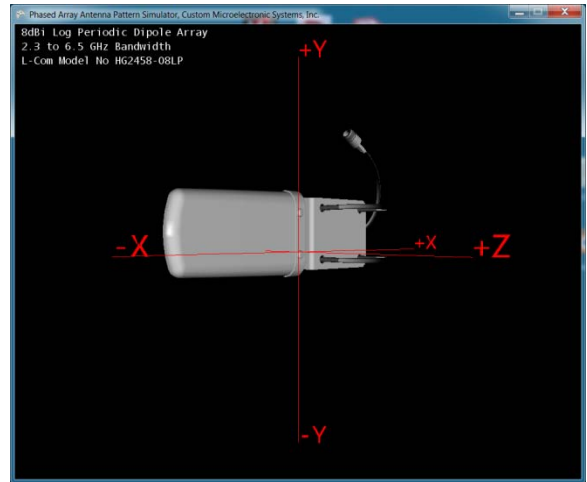 Phased Array Antenna Pattern Simulator, Custom Microelectronic Systems, Inc.
8dBi Log Periodic Dipole Array
2.3 to 6.5 GHz Bandwidth
L-Com Model No HG2458-08LP
+Y
-X
+X
+Z
-Y